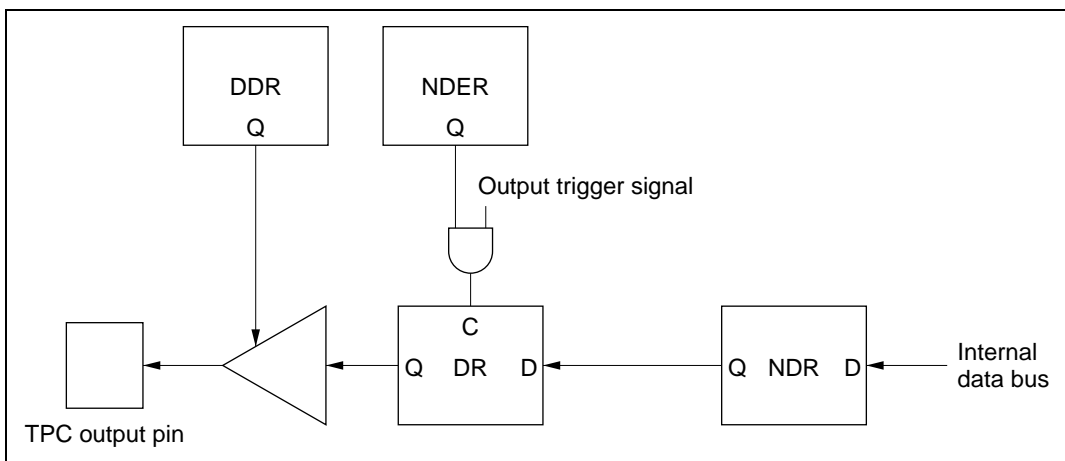 DDR
Q
NDER
Q
Output trigger signal
C
Q DR D
Q NDR D
Internal
data bus
TPC output pin